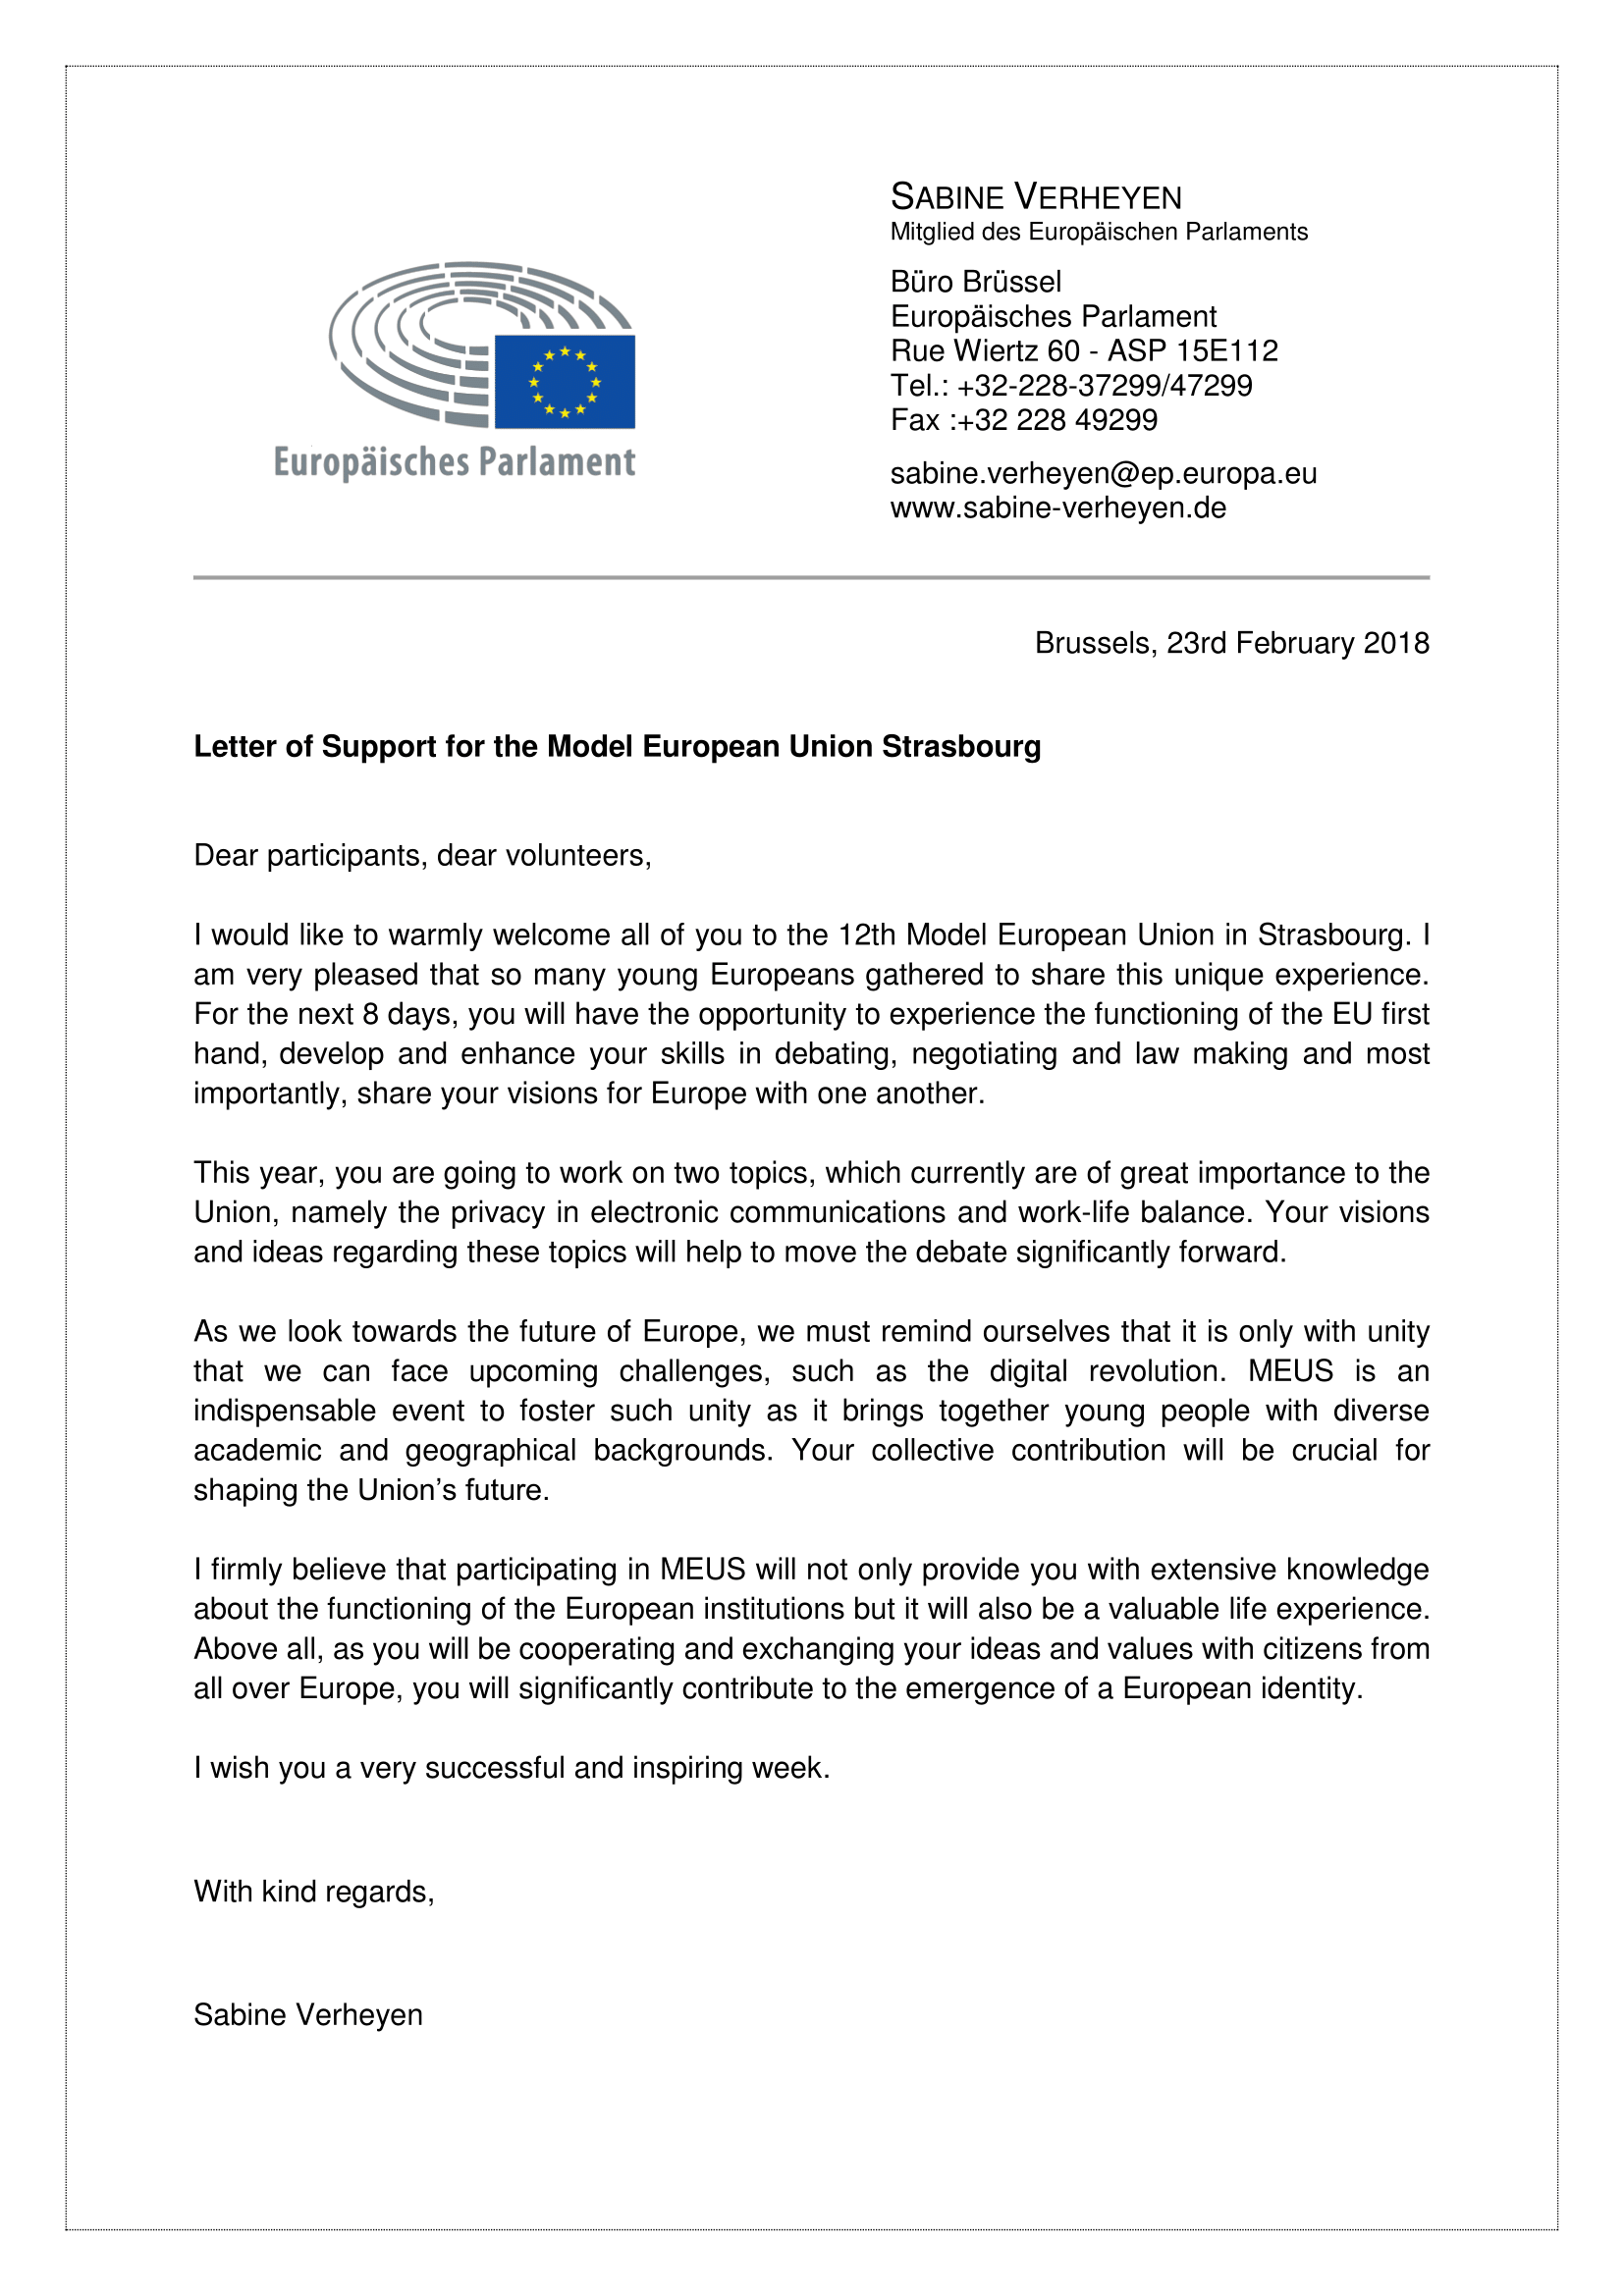 Europäisches Parlament
SABINE VERHEYEN
Mitglied des Europäischen Parlaments
Büro Brüssel
Europäisches Parlament
Rue Wiertz 60 - ASP 15E112
Tel.: +32-228-37299/47299
Fax :+32 228 49299
sabine.verheyen@ep.europa.eu
www.sabine-verheyen.de
Brussels, 23rd February 2018
Letter of Support for the Model European Union Strasbourg
Dear participants, dear volunteers,
I would like to warmly welcome all of you to the 12th Model European Union in Strasbourg. I
am very pleased that so many young Europeans gathered to share this unique experience.
For the next 8 days, you will have the opportunity to experience the functioning of the EU first
hand, develop and enhance your skills in debating, negotiating and law making and most
importantly, share your visions for Europe with one another.
This year, you are going to work on two topics, which currently are of great importance to the
Union, namely the privacy in electronic communications and work-life balance. Your visions
and ideas regarding these topics will help to move the debate significantly forward.
As we look towards the future of Europe, we must remind ourselves that it is only with unity
that we can face upcoming challenges, such as the digital revolution. MEUS is an
indispensable event to foster such unity as it brings together young people with diverse
academic and geographical backgrounds. Your collective contribution will be crucial for
shaping the Union’s future.
I firmly believe that participating in MEUS will not only provide you with extensive knowledge
about the functioning of the European institutions but it will also be a valuable life experience.
Above all, as you will be cooperating and exchanging your ideas and values with citizens from
all over Europe, you will significantly contribute to the emergence of a European identity.
I wish you a very successful and inspiring week.
With kind regards,
Sabine Verheyen